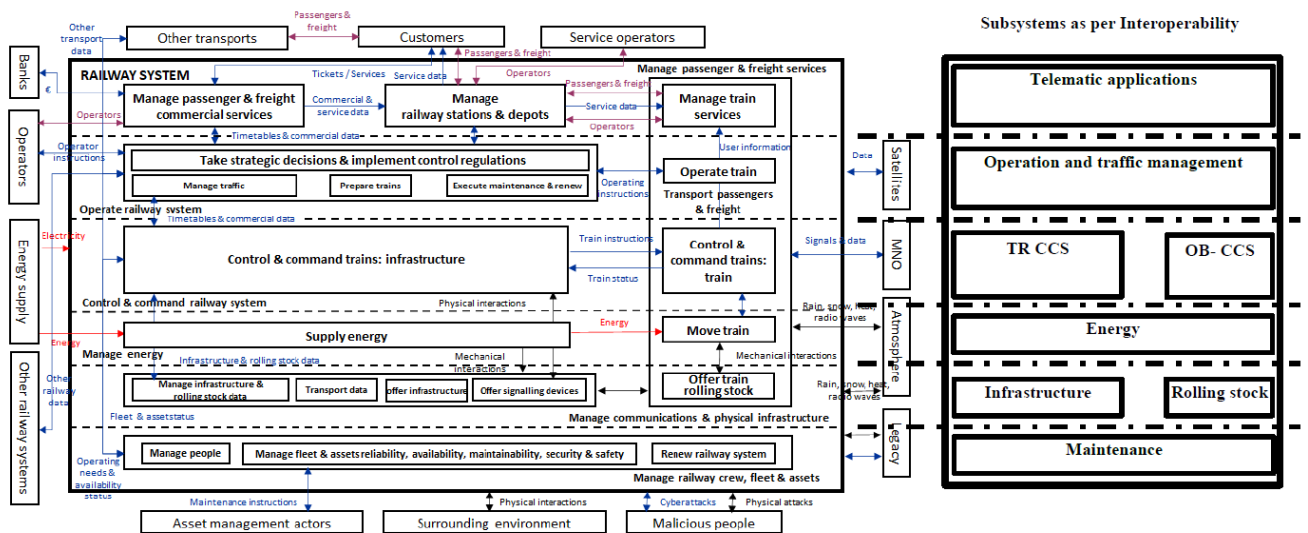 Other
transport
data
Passengers &
freight
Other transports
Customers
Service operators
Subsystems as per Interoperability
Banks
€
RAILWAY SYSTEM
Tickets / Services
Service data
Passengers & freight
Operators
Manage passenger & freight services
Passengers & freight
Manage passenger & freight
commercial services
Commercial &
service data
Manage
railway stations & depots
Service data
Operators
Manage train
services
Telematic applications
Operators
Operators
Timetables & commercial data
Operator
instructions
User information
Take strategic decisions & implement control regulations
Manage traffic
Prepare trains
Execute maintenance & renew
Operating
instructions
Operate train
Transport passengers
& freight
Data
Satellites
Operation and traffic management
Operate railway system
Timetables & commercial data
Electricity
Energy supply
Control & command trains: infrastructure
Train instructions
Train status
Control &
command trains:
train
Signals & data
MNO
TR CCS
OB- CCS
Control & command railway system
Physical interactions
Rain, snow, heat,
radio waves
Atmosphere
Supply energy
Energy
Move train
Energy
Energy
Manage energy
Infrastructure & rolling stock data
Mechanical
interactions
Mechanical interactions
Other railway systems
Other
railway data
Manage infrastructure &
rolling stock data
Transport data
offer infrastructure
Offer signalling devices
Offer train
rolling stock
Rain, snow, heat,
radio waves
Infrastructure
Rolling stock
Fleet & assetstatus
Manage communications & physical infrastructure
Legacy
Manage people
Manage fleet & assets reliability, availability, maintainability, security & safety
Renew railway system
Maintenance
Operating
needs &
availability
status
Manage railway crew, fleet & assets
Maintenance instructions
Physical interactions
Cyberattacks
Physical attacks
Asset management actors
Surrounding environment
Malicious people